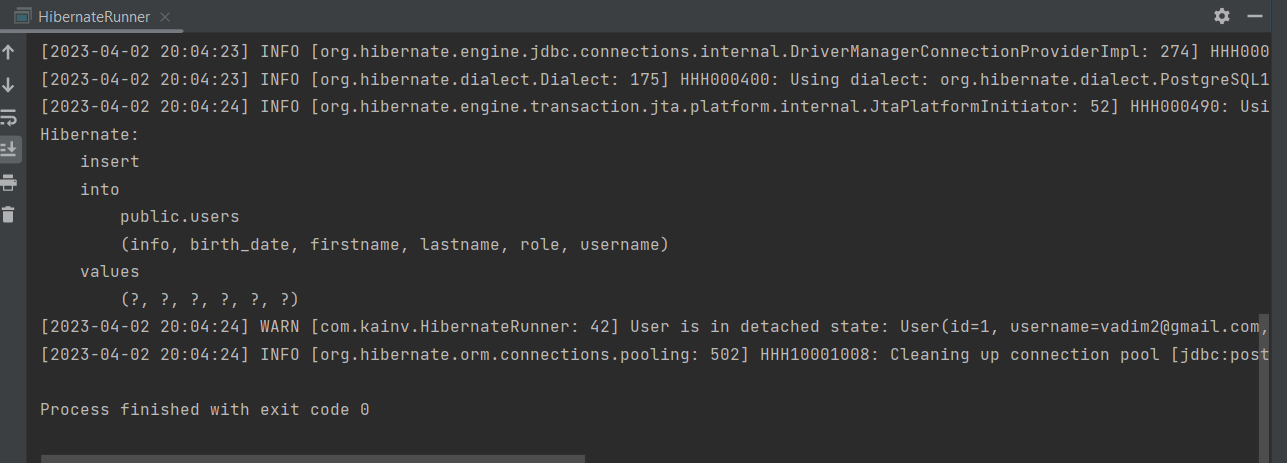 HibernateRunner
[2023-04-02 20:04:23] INFO [org.hibernate.engine.jdbc.connections.internal.DriverManagerConnectionProviderImpl: 274] HHH000
[2023-04-02 20:04:23] INFO [org.hibernate.dialect.Dialect: 175] HHH000400: Using dialect: org.hibernate.dialect.PostgreSQL1
[2023-04-02 20:04:24] INFO [org.hibernate.engine.transaction.jta.platform.internal.JtaPlatformInitiator: 52] HHH000490: Usi
Hibernate:
insert
into
public.users
(info, birth_date, firstname, lastname, role, username)
values
(?, ?, ?, ?, ?, ?)
[2023-04-02 20:04:24] WARN [com.kainv.HibernateRunner: 42] User is in detached state: User(id=1, username=vadim2@gmail.com,
[2023-04-02 20:04:24] INFO [org.hibernate.orm.connections.pooling: 502] HHH10001008: Cleaning up connection pool [jdbc:post
Process finished with exit code 0